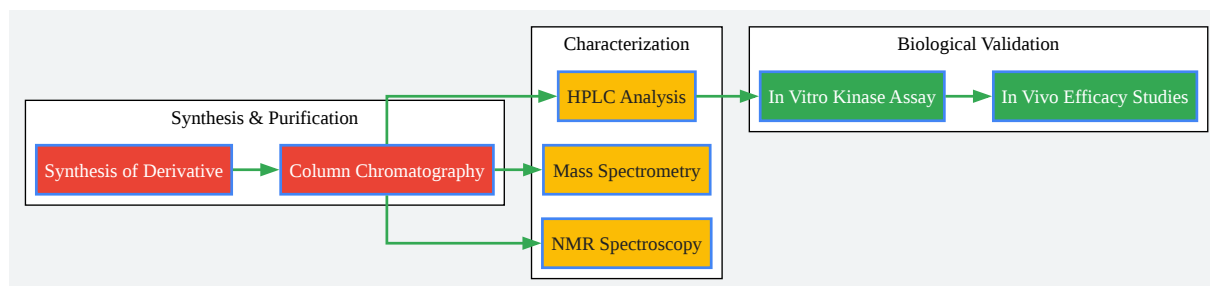 Synthesis & Purification
Synthesis of Derivative
Column Chromatography
Characterization
HPLC Analysis
Mass Spectrometry
NMR Spectroscopy
Biological Validation
In Vitro Kinase Assay
In Vivo Efficacy Studies